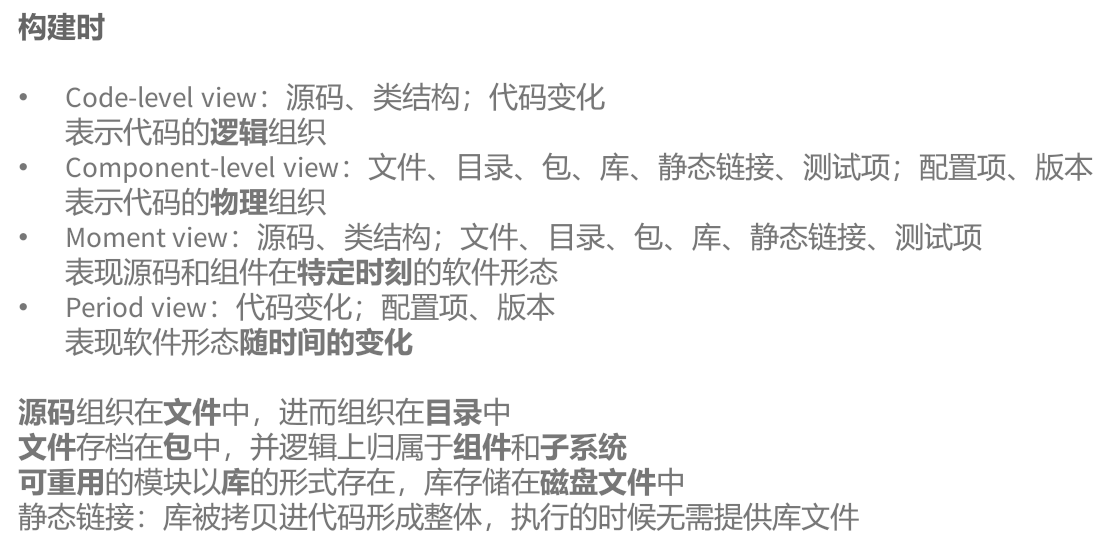 构建时
• Code-level view：源码、类结构；代码变化
表示代码的逻辑组织
• Component-level view：文件、目录、包、库、静态链接、测试项；配置项、版本
表示代码的物理组织
• Moment view：源码、类结构；文件、目录、包、库、静态链接、测试项
表现源码和组件在特定时刻的软件形态
• Period view：代码变化；配置项、版本
表现软件形态随时间的变化
源码组织在文件中，进而组织在目录中
文件存档在包中，并逻辑上归属于组件和子系统
可重用的模块以库的形式存在，库存储在磁盘文件中
静态链接：库被拷贝进代码形成整体，执行的时候无需提供库文件